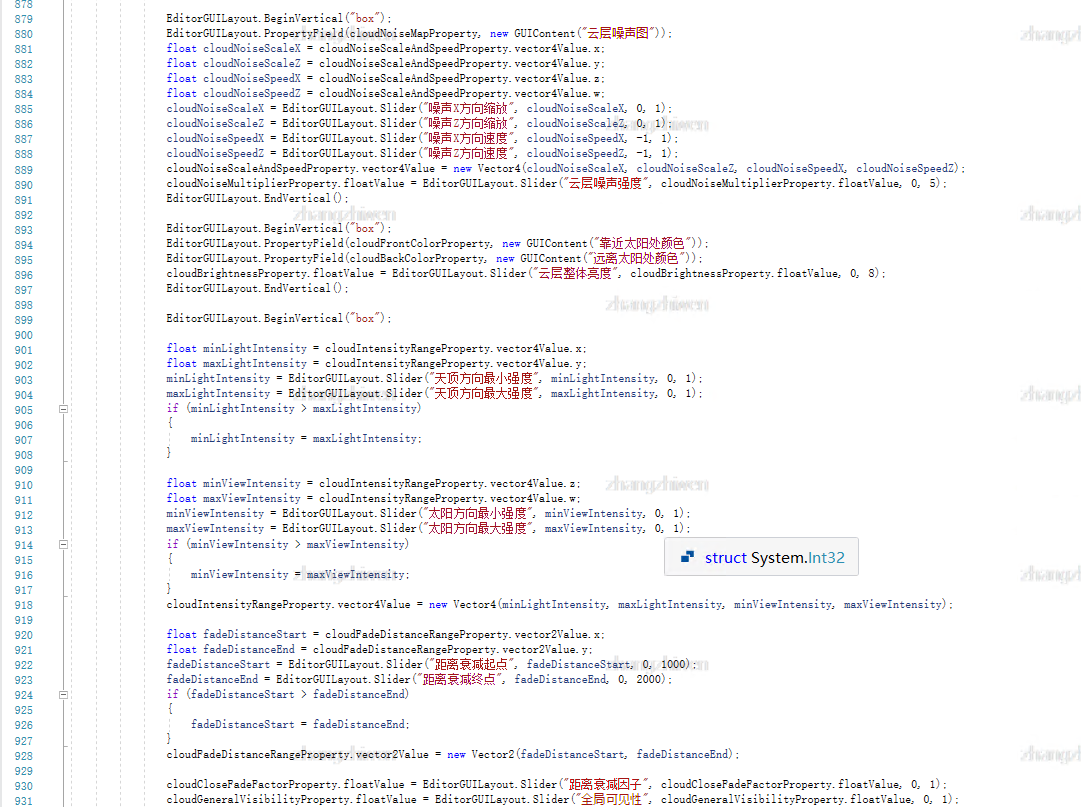 878
879 EditorGUILayout.BeginVertical("box");
880 EditorGUILayout.PropertyField(cloudNoiseMapProperty, new GUIContent("云层噪声图"));
881 float cloudNoiseScaleX = cloudNoiseScaleAndSpeedProperty.vector4Value.x;
882 float cloudNoiseScaleZ = cloudNoiseScaleAndSpeedProperty.vector4Value.y;
883 float cloudNoiseSpeedX = cloudNoiseScaleAndSpeedProperty.vector4Value.z;
884 float cloudNoiseSpeedZ = cloudNoiseScaleAndSpeedProperty.vector4Value.w;
885 cloudNoiseScaleX = EditorGUILayout.Slider("噪声X方向缩放", cloudNoiseScaleX, 0, 1);
886 cloudNoiseScaleZ = EditorGUILayout.Slider("噪声Z方向缩放", cloudNoiseScaleZ, 0, 1);
887 cloudNoiseSpeedX = EditorGUILayout.Slider("噪声X方向速度", cloudNoiseSpeedX, -1, 1);
888 cloudNoiseSpeedZ = EditorGUILayout.Slider("噪声Z方向速度", cloudNoiseSpeedZ, -1, 1);
889 cloudNoiseScaleAndSpeedProperty.vector4Value = new Vector4(cloudNoiseScaleX, cloudNoiseScaleZ, cloudNoiseSpeedX, cloudNoiseSpeedZ);
890 cloudNoiseMultiplierProperty.floatValue = EditorGUILayout.Slider("云层噪声强度", cloudNoiseMultiplierProperty.floatValue, 0, 5);
891 EditorGUILayout.EndVertical();
892
893 EditorGUILayout.BeginVertical("box");
894 EditorGUILayout.PropertyField(cloudFrontColorProperty, new GUIContent("靠近太阳处颜色"));
895 EditorGUILayout.PropertyField(cloudBackColorProperty, new GUIContent("远离太阳处颜色"));
896 cloudBrightnessProperty.floatValue = EditorGUILayout.Slider("云层整体亮度", cloudBrightnessProperty.floatValue, 0, 8);
897 EditorGUILayout.EndVertical();
898
899 EditorGUILayout.BeginVertical("box");
900
901 float minLightIntensity = cloudIntensityRangeProperty.vector4Value.x;
902 float maxLightIntensity = cloudIntensityRangeProperty.vector4Value.y;
903 minLightIntensity = EditorGUILayout.Slider("天顶方向最小强度", minLightIntensity, 0, 1);
904 maxLightIntensity = EditorGUILayout.Slider("天顶方向最大强度", maxLightIntensity, 0, 1);
905 if (minLightIntensity > maxLightIntensity)
906 {
907 minLightIntensity = maxLightIntensity;
908 }
909
910 float minViewIntensity = cloudIntensityRangeProperty.vector4Value.z;
911 float maxViewIntensity = cloudIntensityRangeProperty.vector4Value.w;
912 minViewIntensity = EditorGUILayout.Slider("太阳方向最小强度", minViewIntensity, 0, 1);
913 maxViewIntensity = EditorGUILayout.Slider("太阳方向最大强度", maxViewIntensity, 0, 1);
914 if (minViewIntensity > maxViewIntensity)
915 {
struct System.Int32
916 minViewIntensity = maxViewIntensity;
917 }
918 cloudIntensityRangeProperty.vector4Value = new Vector4(minLightIntensity, maxLightIntensity, minViewIntensity, maxViewIntensity);
919
920 float fadeDistanceStart = cloudFadeDistanceRangeProperty.vector2Value.x;
921 float fadeDistanceEnd = cloudFadeDistanceRangeProperty.vector2Value.y;
922 fadeDistanceStart = EditorGUILayout.Slider("距离衰减起点", fadeDistanceStart, 0, 1000);
923 fadeDistanceEnd = EditorGUILayout.Slider("距离衰减终点", fadeDistanceEnd, 0, 2000);
924 if (fadeDistanceStart > fadeDistanceEnd)
925 {
926 fadeDistanceStart = fadeDistanceEnd;
927 }
928 cloudFadeDistanceRangeProperty.vector2Value = new Vector2(fadeDistanceStart, fadeDistanceEnd);
929
930 cloudCloseFadeFactorProperty.floatValue = EditorGUILayout.Slider("距离衰减因子", cloudCloseFadeFactorProperty.floatValue, 0, 1);
931 cloudGeneralVisibilityProperty.floatValue = EditorGUILayout.Slider("全局可见性", cloudGeneralVisibilityProperty.floatValue, 0, 1);